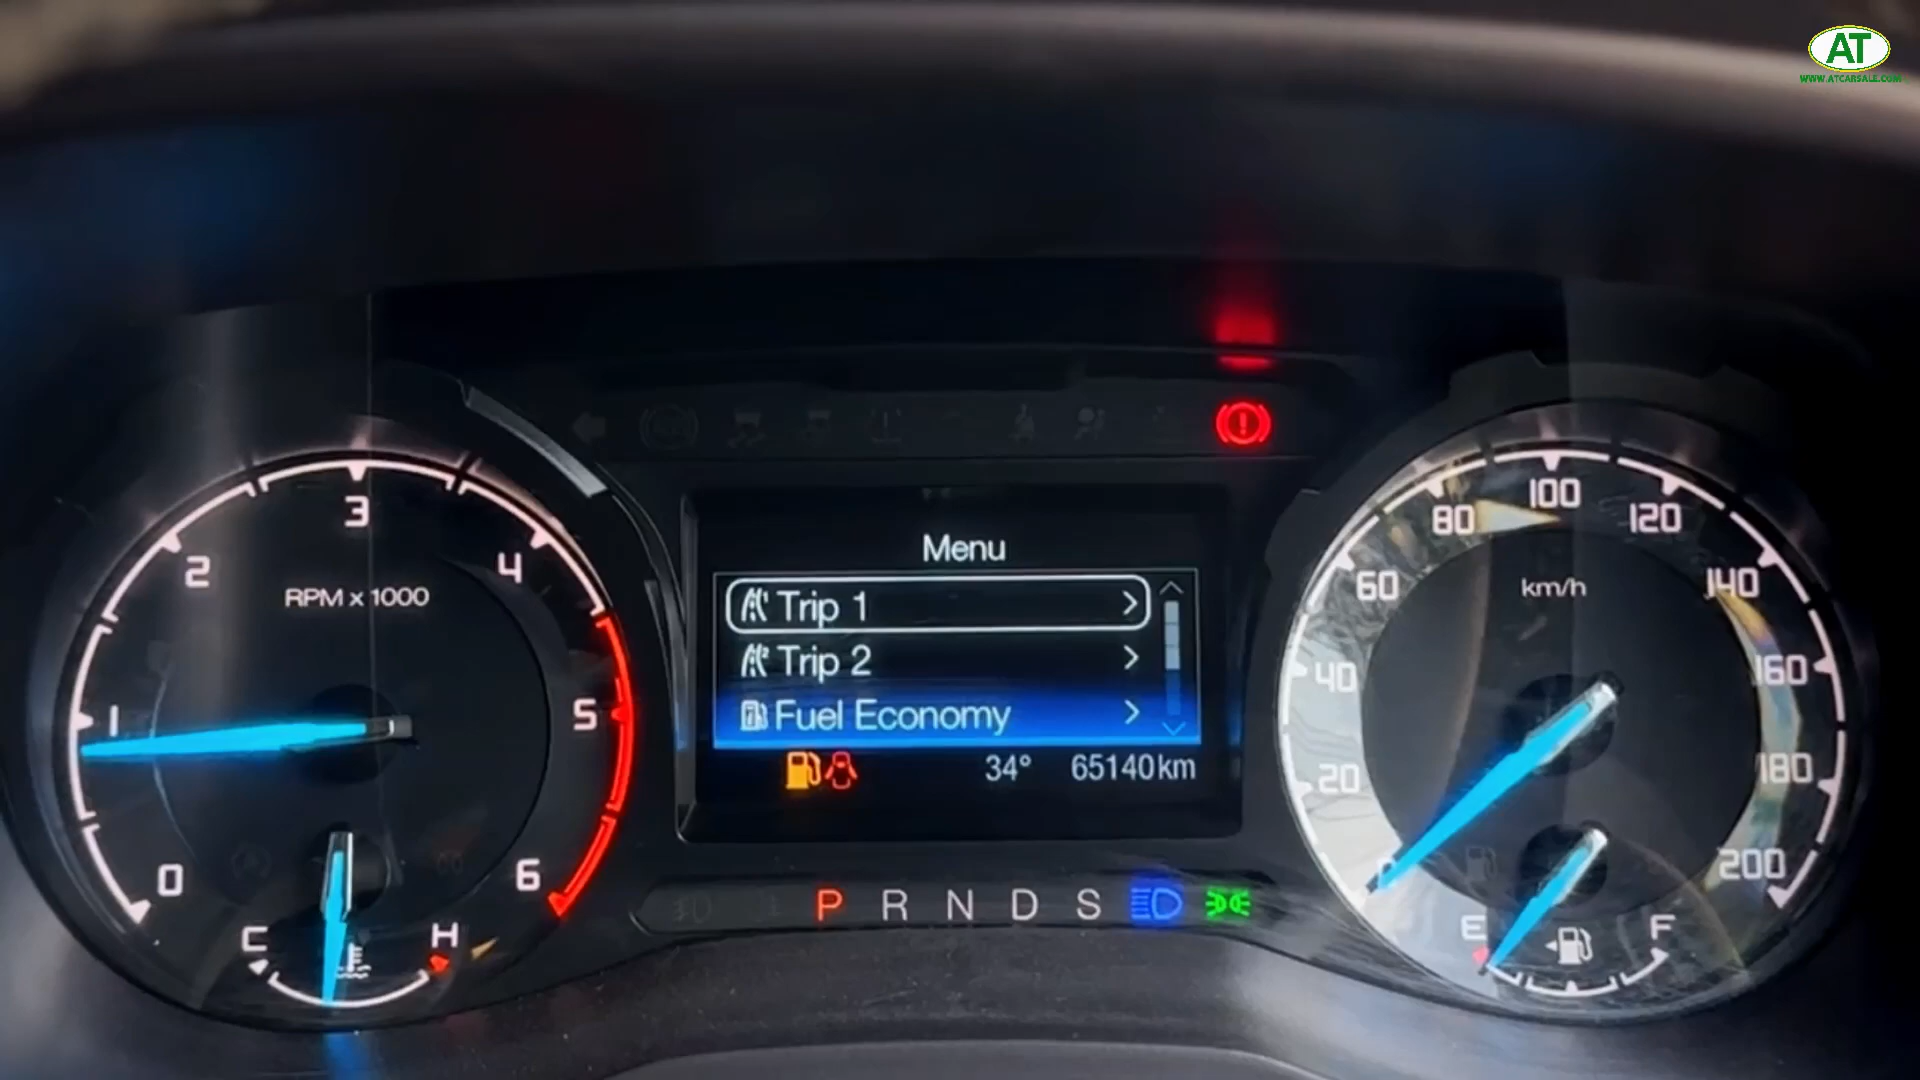 AT
WWW.ATCARSALE.COM
0
1
2
3
4
5
6
RPM x 1000
C
H
Menu
Trip 1
Trip 2
Fuel Economy
34° 65140km
P R N D S
20
40
60
80
100
120
140
160
180
200
km/h
E F